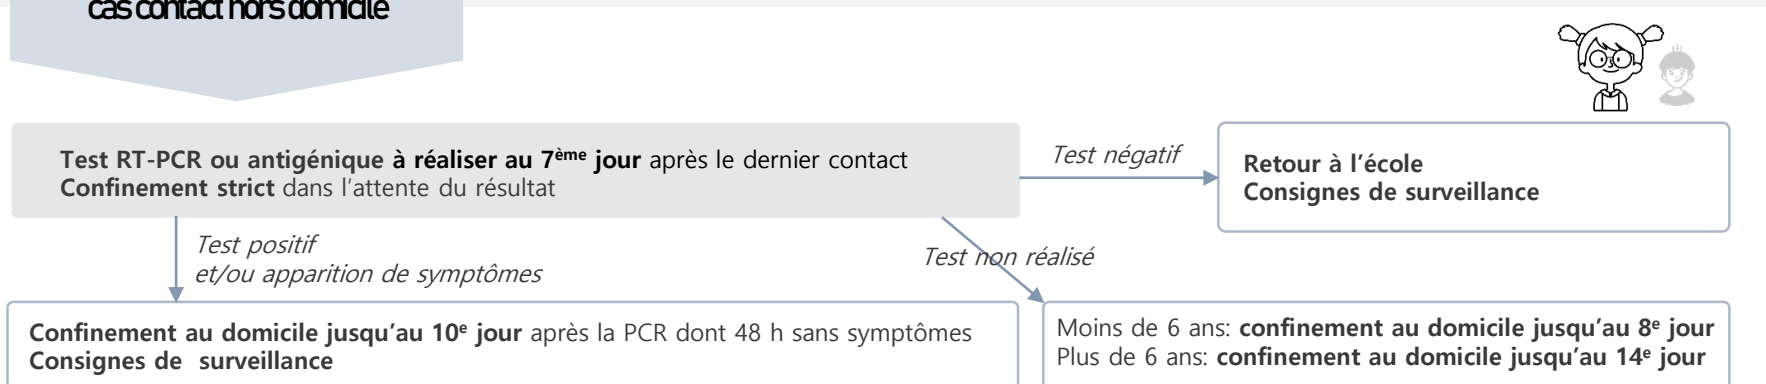 cas contact hors domicile
Test RT-PCR ou antigénique à réaliser au 7ème jour après le dernier contact
Confinement strict dans l'attente du résultat
Test négatif
Retour à l'école
Consignes de surveillance
Test positif
et/ou apparition de symptômes
Test non réalisé
Confinement au domicile jusqu'au 10e jour après la PCR dont 48 h sans symptômes
Consignes de surveillance
Moins de 6 ans: confinement au domicile jusqu'au 8e jour
Plus de 6 ans: confinement au domicile jusqu'au 14e jour